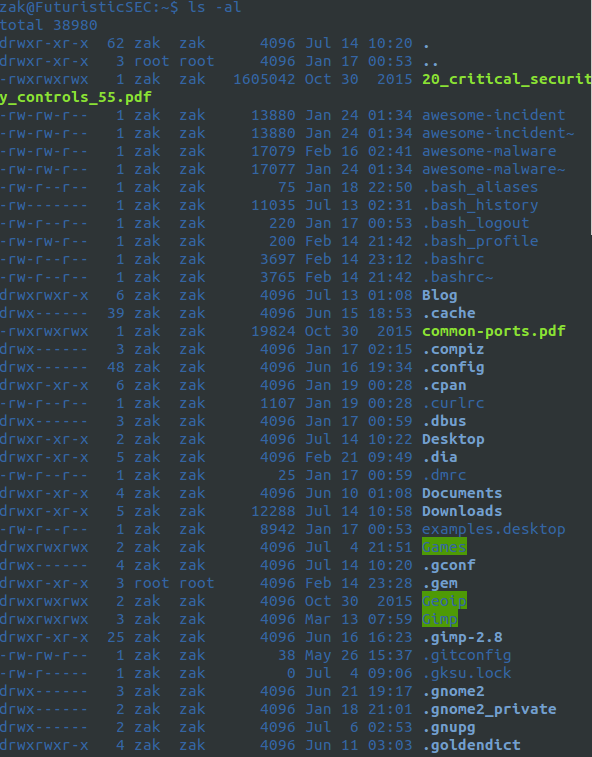 zak@FuturisticSEC:~$ ls -al
total 38980
drwxr-xr-x  62 zak  zak      4096 Jul 14 10:20 .
drwxr-xr-x   3 root root     4096 Jan 17 00:53 ..
-rwxrwxrwx   1 zak  zak   1605042 Oct 30  2015 20_critical_securit
y_controls_55.pdf
-rw-rw-r--   1 zak  zak     13880 Jan 24 01:34 awesome-incident
-rw-rw-r--   1 zak  zak     13880 Jan 24 01:34 awesome-incident~
-rw-rw-r--   1 zak  zak     17079 Feb 16 02:41 awesome-malware
-rw-rw-r--   1 zak  zak     17077 Jan 24 01:34 awesome-malware~
-rw-rw-r--   1 zak  zak        75 Jan 18 22:50 .bash_aliases
-rw-------   1 zak  zak     11035 Jul 13 02:31 .bash_history
-rw-r--r--   1 zak  zak       220 Jan 17 00:53 .bash_logout
-rw-rw-r--   1 zak  zak       200 Feb 14 21:42 .bash_profile
-rw-r--r--   1 zak  zak      3697 Feb 14 23:12 .bashrc
-rw-r--r--   1 zak  zak      3765 Feb 14 21:42 .bashrc~
drwxrwxr-x   6 zak  zak      4096 Jul 13 01:08 Blog
drwx------  39 zak  zak      4096 Jun 15 18:53 .cache
-rwxrwxrwx   1 zak  zak     19824 Oct 30  2015 common-ports.pdf
drwx------   3 zak  zak      4096 Jan 17 02:15 .compiz
drwx------  48 zak  zak      4096 Jun 16 19:34 .config
drwxrwxr-x   6 zak  zak      4096 Jan 19 00:28 .cpan
-rw-r--r--   1 zak  zak      1107 Jan 19 00:28 .curlrc
drwx------   3 zak  zak      4096 Jan 17 00:59 .dbus
drwxr-xr-x   2 zak  zak      4096 Jul 14 10:22 Desktop
drwxr-xr-x   5 zak  zak      4096 Feb 21 09:49 .dia
-rw-r--r--   1 zak  zak        25 Jan 17 00:59 .dmrc
drwxr-xr-x   4 zak  zak      4096 Jun 10 01:08 Documents
drwxr-xr-x   5 zak  zak     12288 Jul 14 10:58 Downloads
-rw-r--r--   1 zak  zak      8942 Jan 17 00:53 examples.desktop
drwxrwxrwx   2 zak  zak      4096 Jul  4 21:51 Games
drwx------   4 zak  zak      4096 Jul 14 10:20 .gconf
drwxr-xr-x   3 root root     4096 Feb 14 23:28 .gem
drwxrwxrwx   2 zak  zak      4096 Oct 30  2015 Geoip
drwxrwxrwx   3 zak  zak      4096 Mar 13 07:59 Gimp
drwxr-xr-x  25 zak  zak      4096 Jun 16 16:23 .gimp-2.8
-rw-rw-r--   1 zak  zak        38 May 26 15:37 .gitconfig
-rw-r-----   1 zak  zak         0 Jul  4 09:06 .gksu.lock
drwx------   3 zak  zak      4096 Jun 21 19:17 .gnome2
drwx------   2 zak  zak      4096 Jan 18 21:01 .gnome2_private
drwx------   2 zak  zak      4096 Jul  6 02:53 .gnupg
drwxrwxr-x   4 zak  zak      4096 Jun 11 03:03 .goldendict